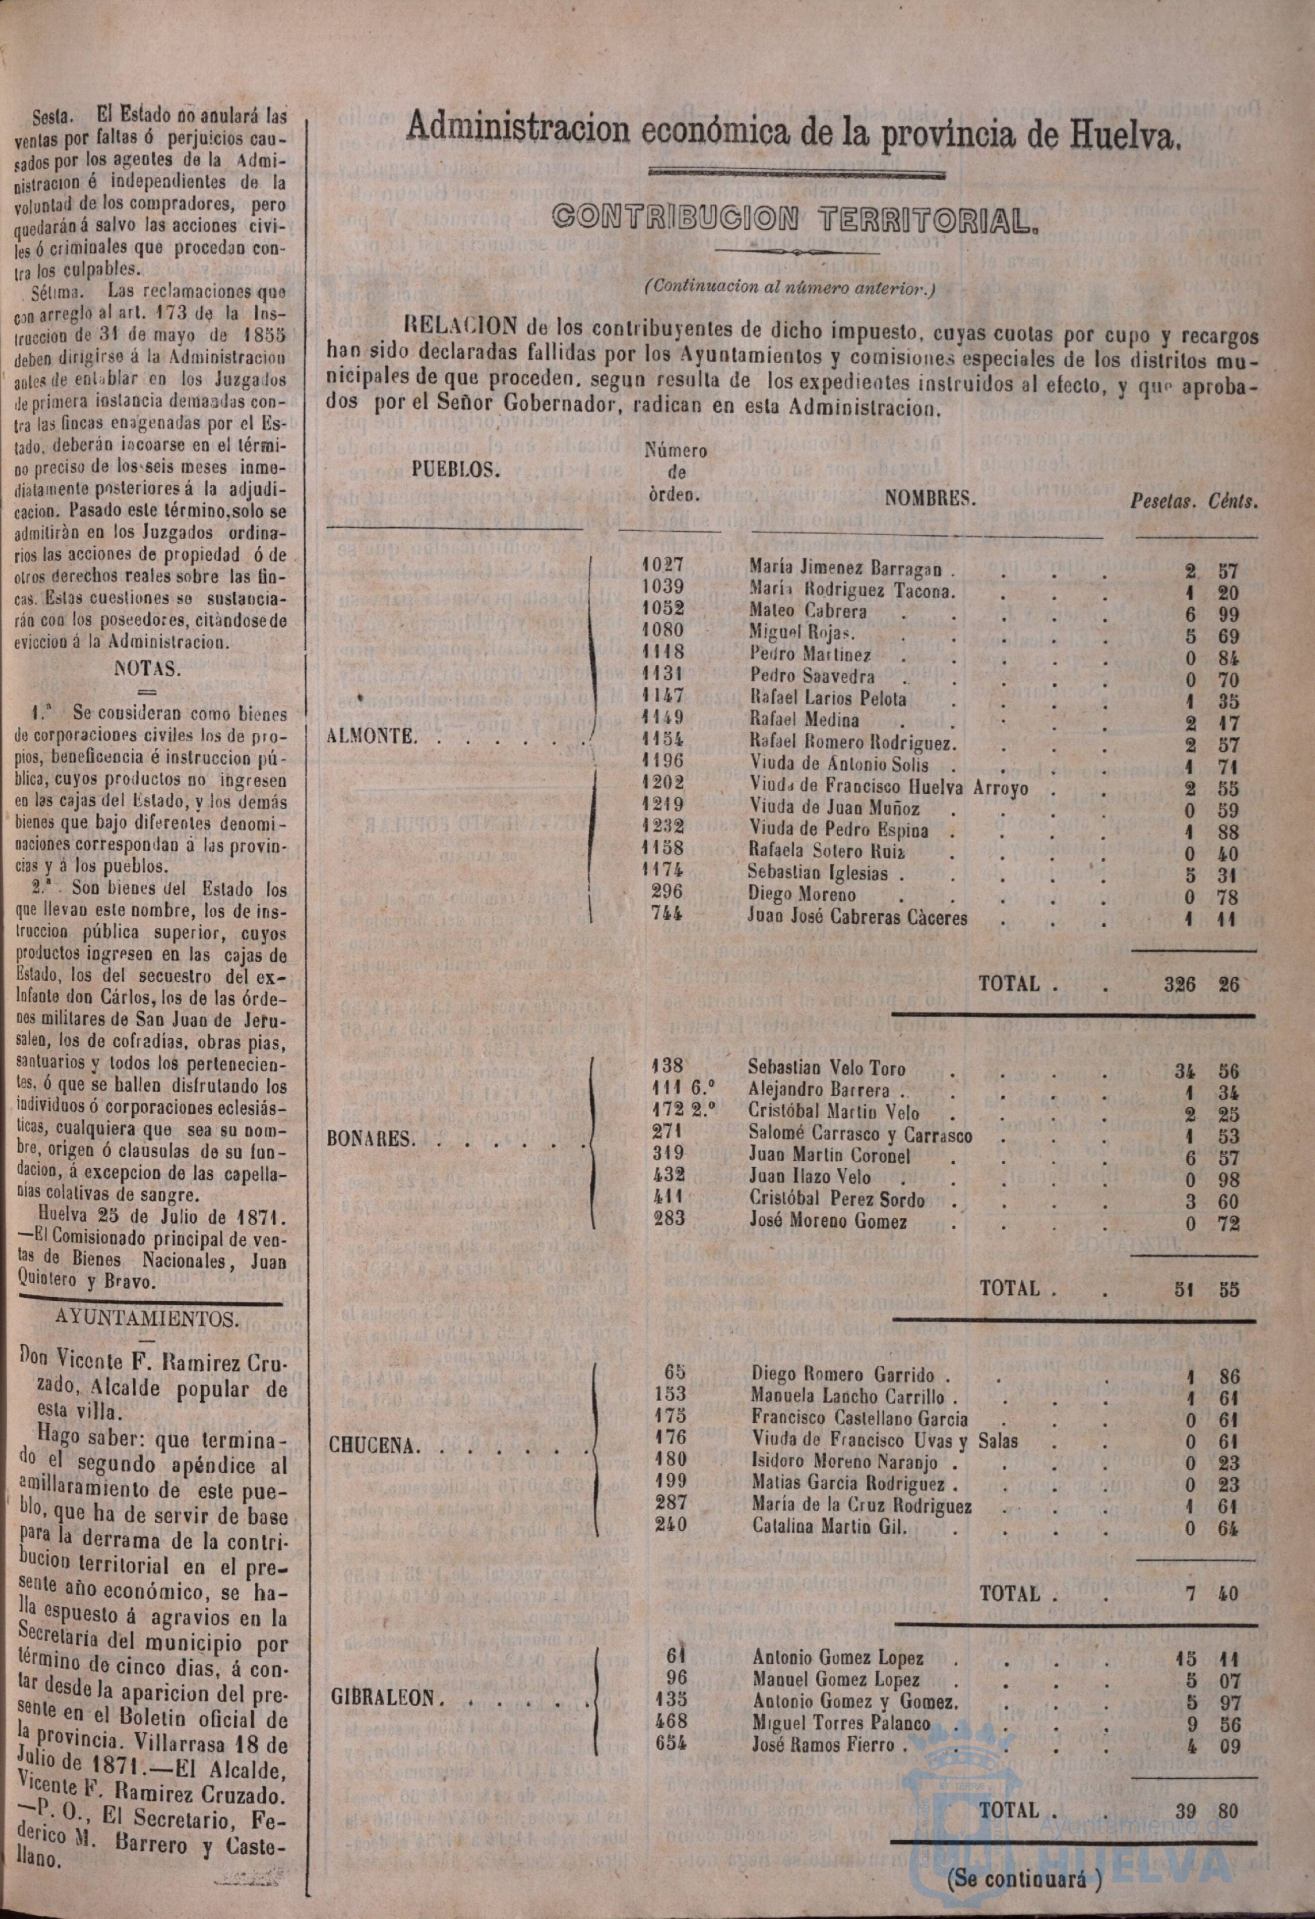 Sesta. El Estado no anulará las
ventas por faltas ó perjuicios cau-
sados por los agentes de la Admi-
nistracion é independientes de la
voluntad de los compradores, pero
quedarán á salvo las acciones civi-
les ó criminales que procedan con-
tra los culpables.
Sétima. Las reclamaciones que
con arreglo al art. 173 de la Ins-
truccion de 31 de mayo de 1855
deben dirigirse á la Administracion
antes de entablar en los Juzgados
de primera instancia demandas con-
tra las fincas enagenadas por el Es-
tado, deberán incoarse en el térmi-
no preciso de los seis meses inme-
diatamente posteriores á la adjudi-
cacion. Pasado este término, solo se
admitiràn en los Juzgados ordina-
rios las acciones de propiedad ó de
otros derechos reales sobre las fin-
cas. Estas cuestiones se sustancia-
rán con los poseedores, citàndose de
eviccion á la Administracion.
NOTAS.
1.ª Se consideran como bienes
de corporaciones civiles los de pro-
pios, beneficencia é instruccion pú-
blica, cuyos productos no ingresen
en las cajas del Estado, y los demás
bienes que bajo diferentes denomi-
naciones correspondan à las provin-
cias y á los pueblos.
2.ª Son bienes del Estado los
que llevan este nombre, los de ins-
truccion pública superior, cuyos
productos ingresen en las cajas de
Estado, los del secuestro del ex-
Infante don Cárlos, los de las órde-
nes militares de San Juan de Jeru-
salen, los de cofradías, obras pias,
santuarios y todos los pertenecien-
tes, ó que se hallen disfrutando los
individuos ó corporaciones eclesiás-
ticas, cualquiera que sea su nom-
bre, origen ó clausulas de su fun-
dacion, á excepcion de las capella-
nías colativas de sangre.
Huelva 25 de Julio de 1871.
—El Comisionado principal de ven-
tas de Bienes Nacionales, Juan
Quintero y Bravo.
AYUNTAMIENTOS.
Don Vicente F. Ramirez Cru-
zado, Alcalde popular de
esta villa.
Hago saber: que termina-
do el segundo apéndice al
amillaramiento de este pue-
blo, que ha de servir de base
para la derrama de la contri-
bucion territorial en el pre-
sente año económico, se ha-
lla espuesto á agravios en la
Secretaría del municipio por
término de cinco dias, á con-
tar desde la aparicion del pre-
sente en el Boletin oficial de
la provincia. Villarrasa 18 de
Julio de 1871.—El Alcalde,
Vicente F. Ramirez Cruzado.
—P. O., El Secretario, Fe-
derico M. Barrero y Caste-
llano.
Administracion económica de la provincia de Huelva.
CONTRIBUCION TERRITORIAL.
(Continuacion al número anterior.)
RELACION de los contribuyentes de dicho impuesto, cuyas cuotas por cupo y recargos
han sido declaradas fallidas por los Ayuntamientos y comisiones especiales de los distritos mu-
nicipales de que proceden, segun resulta de los expedientes instruidos al efecto, y que aproba-
dos por el Señor Gobernador, radican en esta Administracion.
PUEBLOS. Número de òrden. NOMBRES. Pesetas. Cénts.
1027 María Jimenez Barragan . . . . 2 57
1039 María Rodriguez Tacona. . . . 1 20
1052 Mateo Cabrera . . . . . 6 99
1080 Miguel Rojas. . . . . . 5 69
1118 Pedro Martinez . . . . . 0 84
1131 Pedro Saavedra . . . . . 0 70
1147 Rafael Larios Pelota . . . . 1 35
1149 Rafael Medina . . . . . 2 17
ALMONTE. . . . . . . 1154 Rafael Romero Rodriguez. . . . 2 57
1196 Viuda de Antonio Solis . . . . 1 71
1202 Viuda de Francisco Huelva Arroyo . . 2 55
1219 Viuda de Juan Muñoz . . . . 0 59
1232 Viuda de Pedro Espina . . . . 1 88
1158 Rafaela Sotero Ruiz . . . . 0 40
1174 Sebastian Iglesias . . . . . 5 31
296 Diego Moreno . . . . . 0 78
744 Juan José Cabreras Càceres . . . 1 11
TOTAL . . 326 26
138 Sebastian Velo Toro . . . . 34 56
111 6.º Alejandro Barrera . . . . . 1 34
172 2.º Cristóbal Martin Velo . . . . 2 25
BONARES. . . . . . . 271 Salomé Carrasco y Carrasco . . . 1 53
319 Juan Martin Coronel . . . . 6 57
432 Juan Ilazo Velo . . . . . 0 98
411 Cristóbal Perez Sordo . . . . 3 60
283 José Moreno Gomez . . . . 0 72
TOTAL . . 51 55
65 Diego Romero Garrido . . . 1 86
153 Manuela Lancho Carrillo . . . . 1 61
175 Francisco Castellano Garcia . . . 0 61
CHUCENA. . . . . . . 176 Viuda de Francisco Uvas y Salas . . 0 61
180 Isidoro Moreno Naranjo . . . . 0 23
199 Matias Garcia Rodriguez . . . . 0 23
287 María de la Cruz Rodriguez . . . 1 61
240 Catalina Martin Gil. . . . . 0 64
TOTAL . . 7 40
61 Antonio Gomez Lopez . . . . 15 11
96 Manuel Gomez Lopez . . . . 5 07
GIBRALEON. . . . . . 135 Antonio Gomez y Gomez. . . . 5 97
468 Miguel Torres Palanco . . . . 9 56
654 José Ramos Fierro . . . . . 4 09
TOTAL . . 39 80
(Se continuará )
Ayuntamiento de
HUELVA